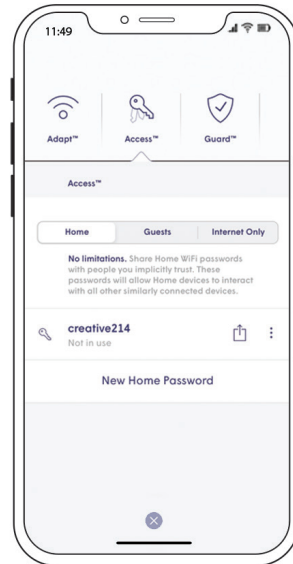 11:49
Adapt™ Access™ Guard™
Access™
Home Guests Internet Only
No limitations. Share Home WiFi passwords
with people you implicitly trust. These
passwords will allow Home devices to interact
with all other similarly connected devices.
creative214
Not in use
New Home Password